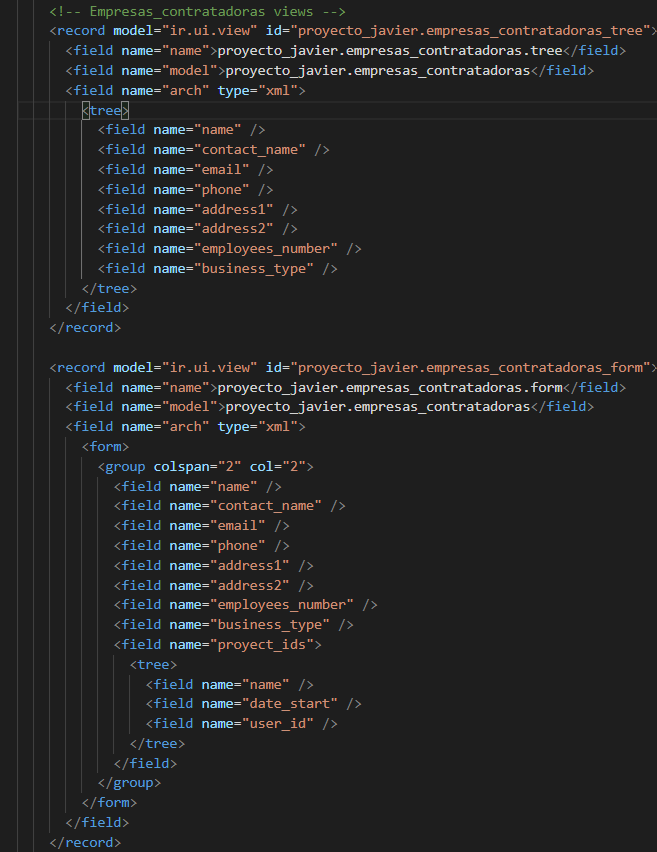 <!-- Empresas_contratadoras views -->
<record model="ir.ui.view" id="proyecto_javier.empresas_contratadoras_tree">
<field name="name">proyecto_javier.empresas_contratadoras.tree</field>
<field name="model">proyecto_javier.empresas_contratadoras</field>
<field name="arch" type="xml">
<tree>
<field name="name" />
<field name="contact_name" />
<field name="email" />
<field name="phone" />
<field name="address1" />
<field name="address2" />
<field name="employees_number" />
<field name="business_type" />
</tree>
</field>
</record>
<record model="ir.ui.view" id="proyecto_javier.empresas_contratadoras_form">
<field name="name">proyecto_javier.empresas_contratadoras.form</field>
<field name="model">proyecto_javier.empresas_contratadoras</field>
<field name="arch" type="xml">
<form>
<group colspan="2" col="2">
<field name="name" />
<field name="contact_name" />
<field name="email" />
<field name="phone" />
<field name="address1" />
<field name="address2" />
<field name="employees_number" />
<field name="business_type" />
<field name="proyect_ids">
<tree>
<field name="name" />
<field name="date_start" />
<field name="user_id" />
</tree>
</field>
</group>
</form>
</field>
</record>